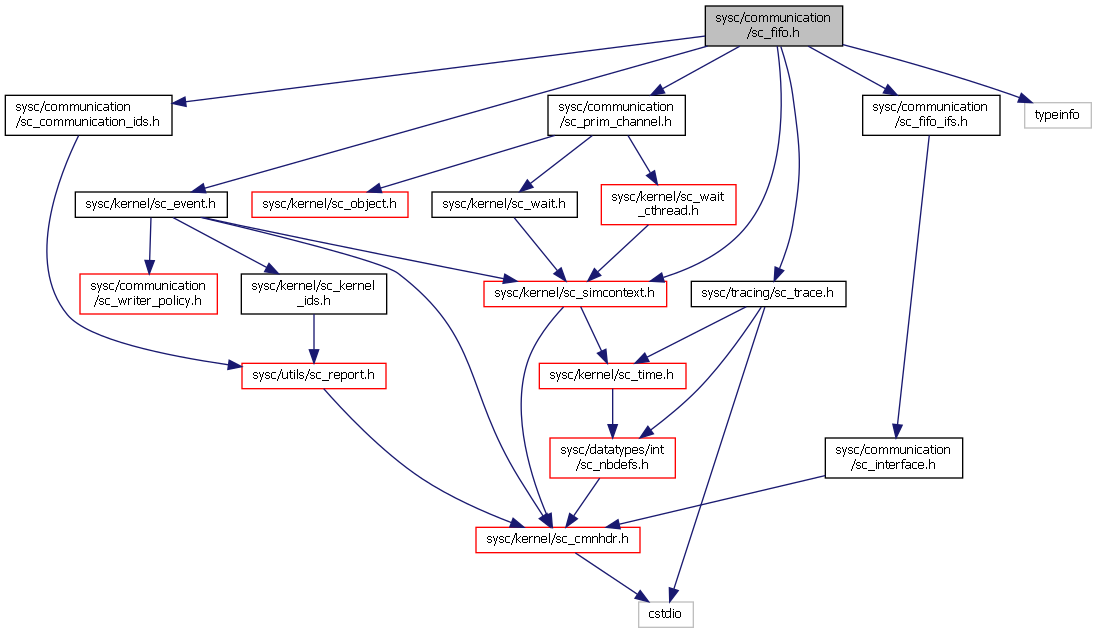 sysc/communication
/sc_fifo.h
sysc/communication
/sc_communication_ids.h
sysc/communication
/sc_prim_channel.h
sysc/communication
/sc_fifo_ifs.h
typeinfo
sysc/kernel/sc_event.h
sysc/kernel/sc_object.h
sysc/kernel/sc_wait.h
sysc/kernel/sc_wait
_cthread.h
sysc/communication
/sc_writer_policy.h
sysc/kernel/sc_kernel
_ids.h
sysc/kernel/sc_simcontext.h
sysc/tracing/sc_trace.h
sysc/utils/sc_report.h
sysc/kernel/sc_time.h
sysc/datatypes/int
/sc_nbdefs.h
sysc/communication
/sc_interface.h
sysc/kernel/sc_cmnhdr.h
cstdio